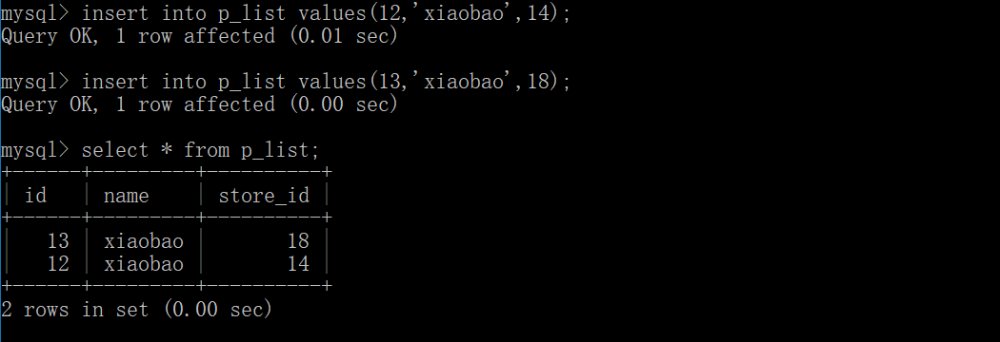 mysql> insert into p_list values(12,'xiaobao',14);
Query OK, 1 row affected (0.01 sec)
mysql> insert into p_list values(13,'xiaobao',18);
Query OK, 1 row affected (0.00 sec)
mysql> select * from p_list;
+------+---------+----------+
| id   | name    | store_id |
+------+---------+----------+
|   13 | xiaobao |       18 |
|   12 | xiaobao |       14 |
+------+---------+----------+
2 rows in set (0.00 sec)